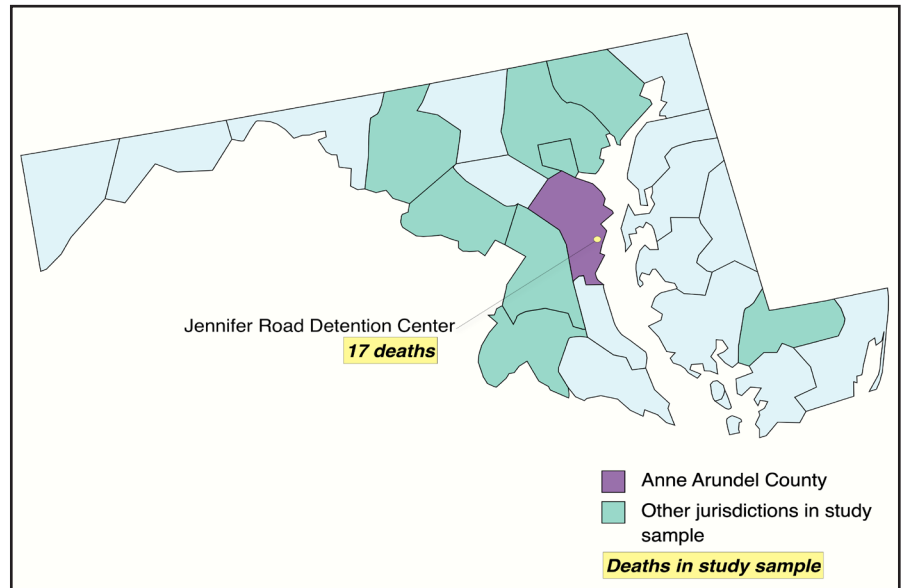 Jennifer Road Detention Center
17 deaths
Anne Arundel County
Other jurisdictions in study
sample
Deaths in study sample